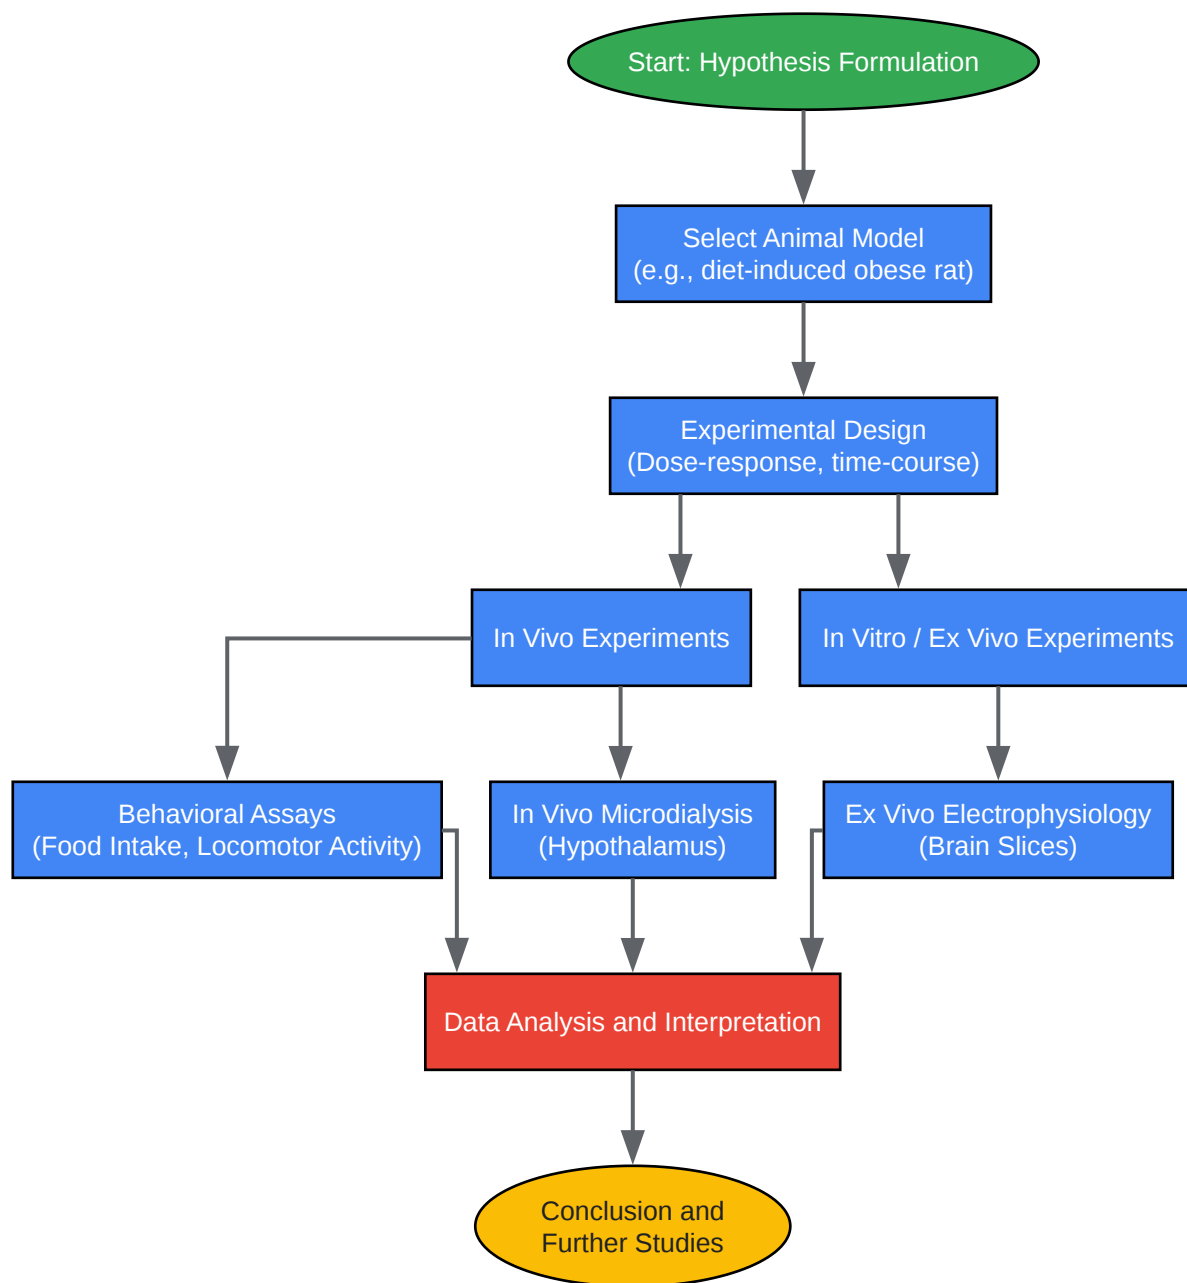 Start: Hypothesis Formulation
Select Animal Model
(e.g., diet-induced obese rat)
Experimental Design
(Dose-response, time-course)
In Vivo Experiments
In Vitro / Ex Vivo Experiments
Behavioral Assays
(Food Intake, Locomotor Activity)
In Vivo Microdialysis
(Hypothalamus)
Ex Vivo Electrophysiology
(Brain Slices)
Data Analysis and Interpretation
Conclusion and
Further Studies